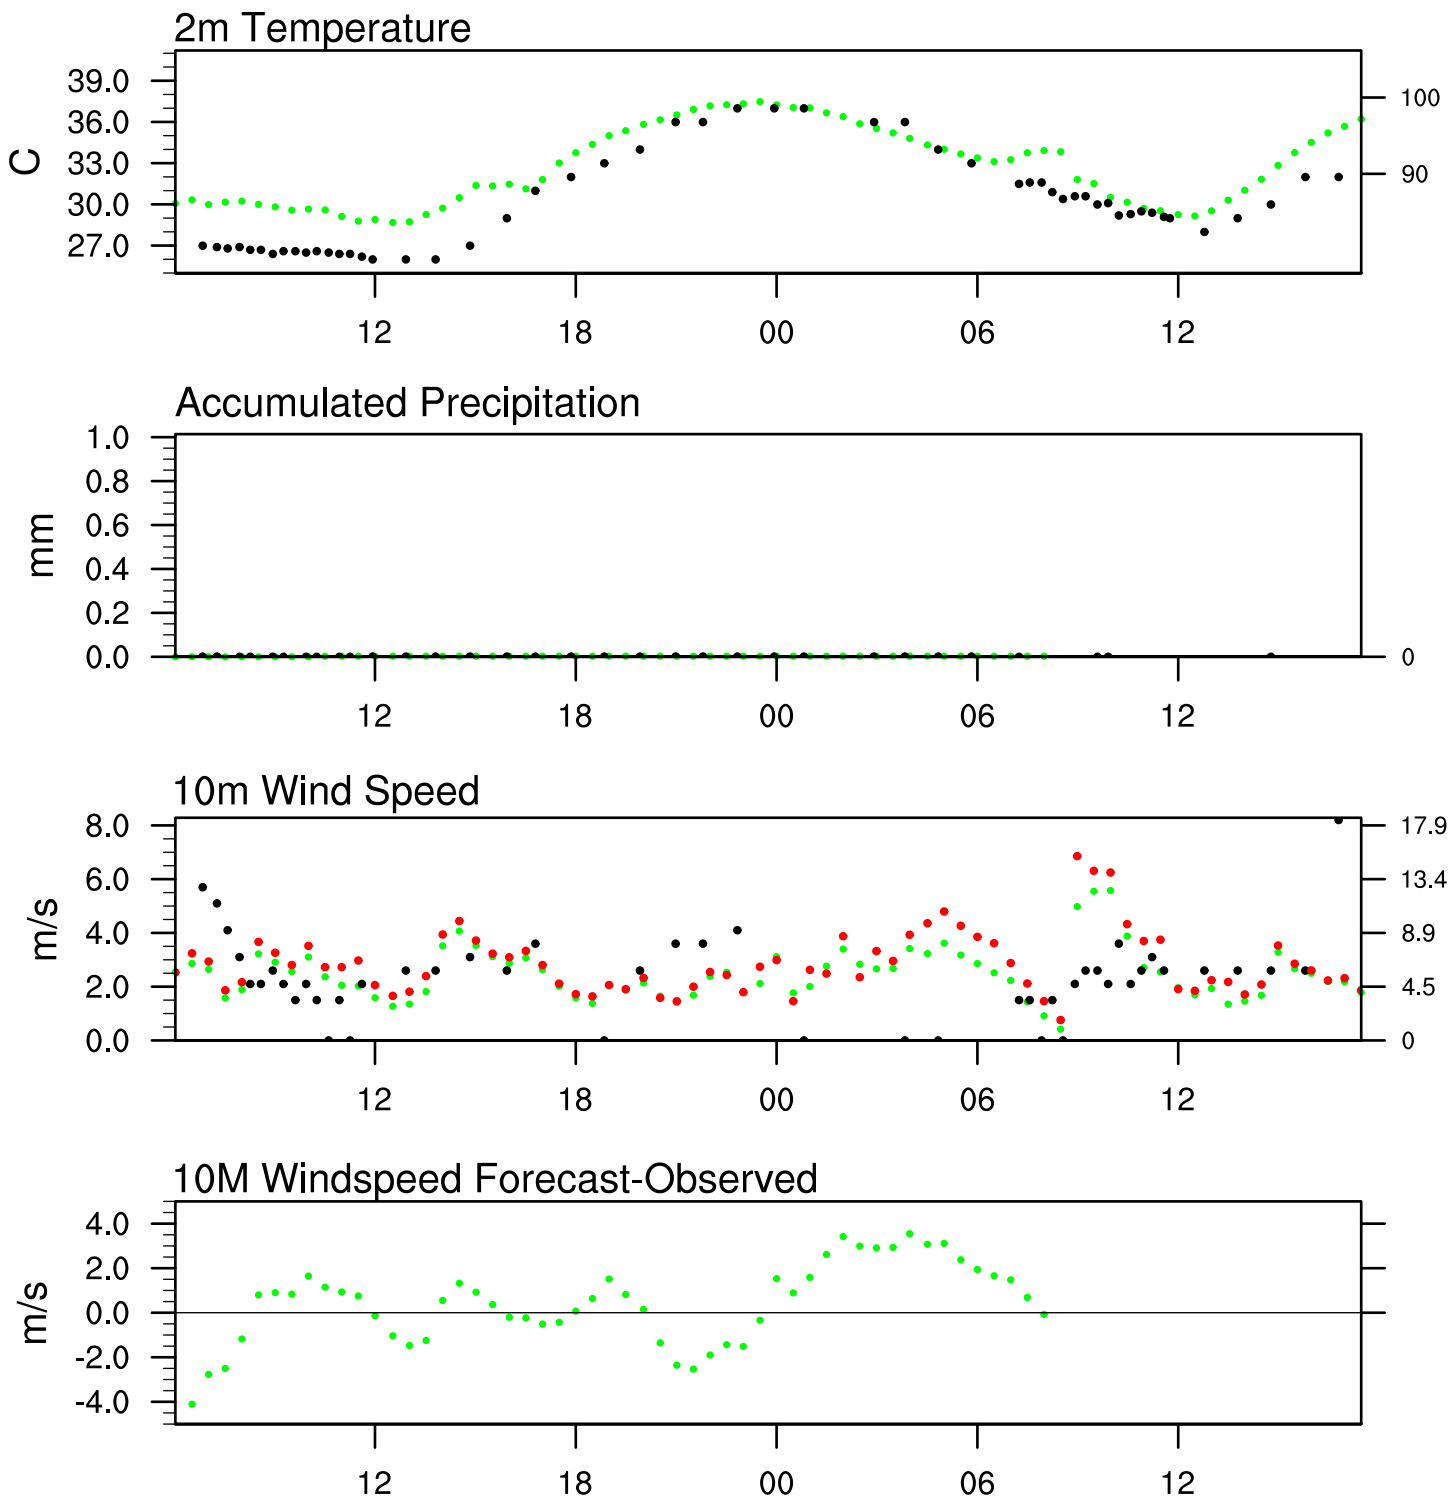 2m Temperature
39.0
36.0
33.0
30.0
27.0
C
100
90
12 18 00 06 12
Accumulated Precipitation
1.0
0.8
0.6
0.4
0.2
0.0
mm
0
12 18 00 06 12
10m Wind Speed
8.0 17.9
6.0 13.4
4.0 8.9
2.0 4.5
0.0 0
m/s
12 18 00 06 12
10M Windspeed Forecast-Observed
4.0
2.0
0.0
-2.0
-4.0
m/s
12 18 00 06 12